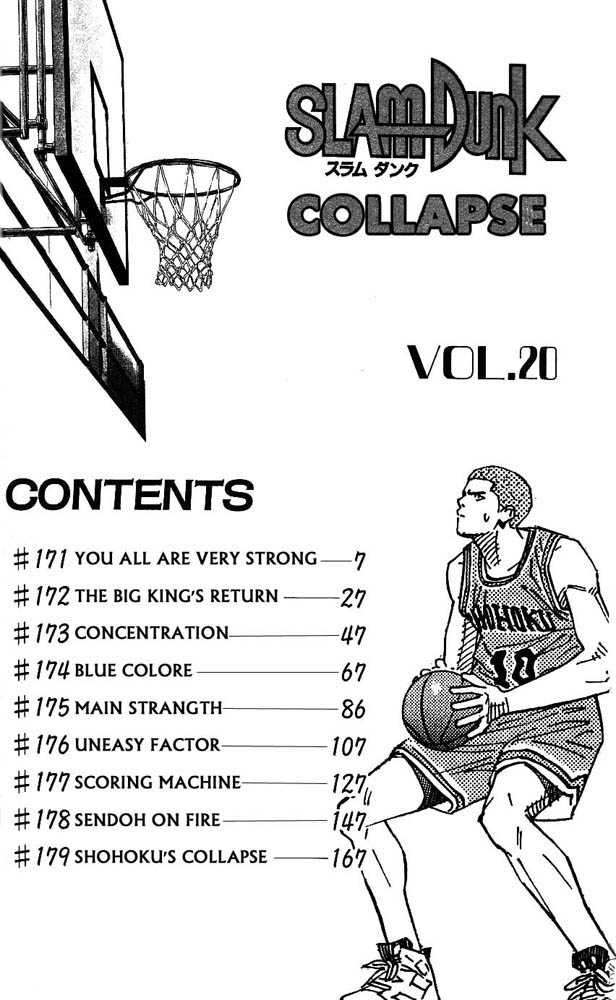 SLAM DUNK
スラム ダンク
COLLAPSE
VOL.20
CONTENTS
#171 YOU ALL ARE VERY STRONG 7
#172 THE BIG KING'S RETURN 27
#173 CONCENTRATION 47
#174 BLUE COLORE 67
#175 MAIN STRANGTH 86
#176 UNEASY FACTOR 107
#177 SCORING MACHINE 127
#178 SENDOH ON FIRE 147
#179 SHOHOKU'S COLLAPSE 167
SHOHOKU
10